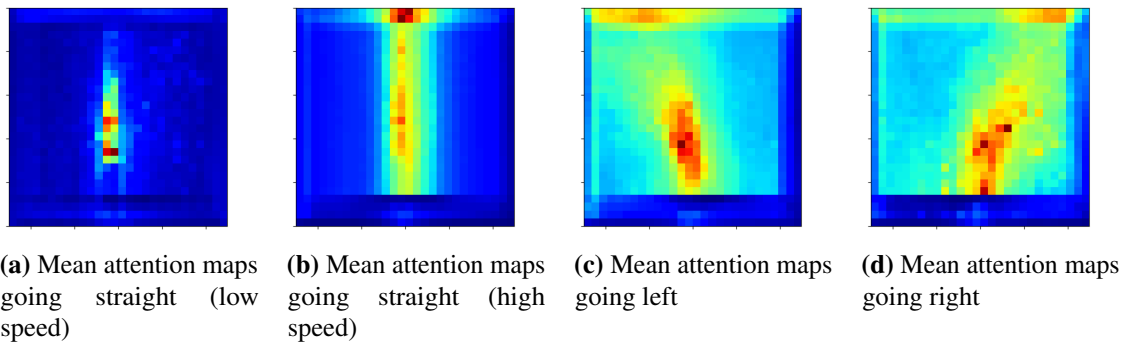 (a) Mean attention maps
going straight (low
speed)
(b) Mean attention maps
going straight (high
speed)
(c) Mean attention maps
going left
(d) Mean attention maps
going right